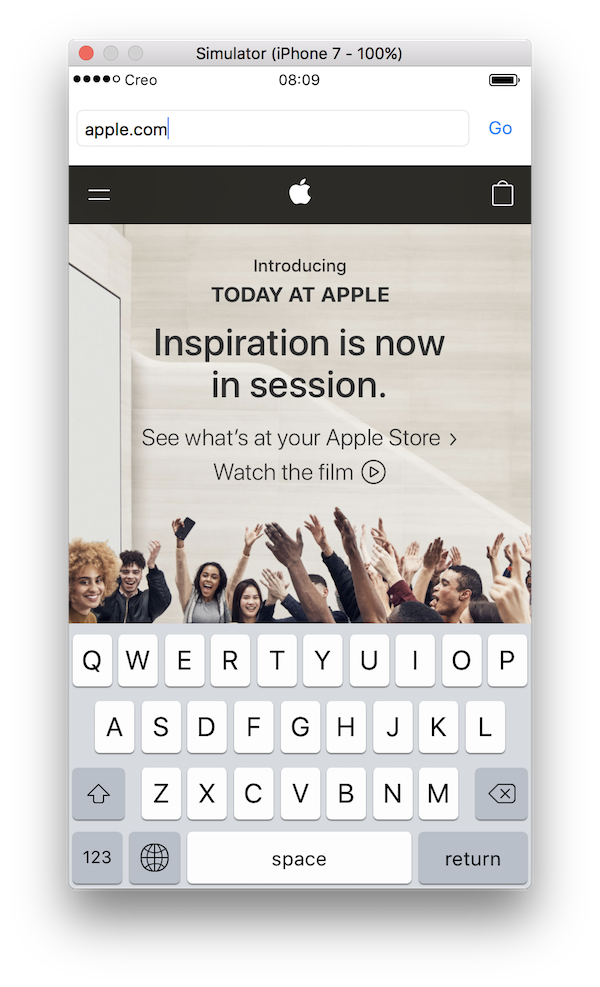 Simulator (iPhone 7 - 100%)
Creo 08:09
apple.com Go
Introducing
TODAY AT APPLE
Inspiration is now
in session.
See what's at your Apple Store ›
Watch the film
Q W E R T Y U I O P
A S D F G H J K L
Z X C V B N M
123 space return